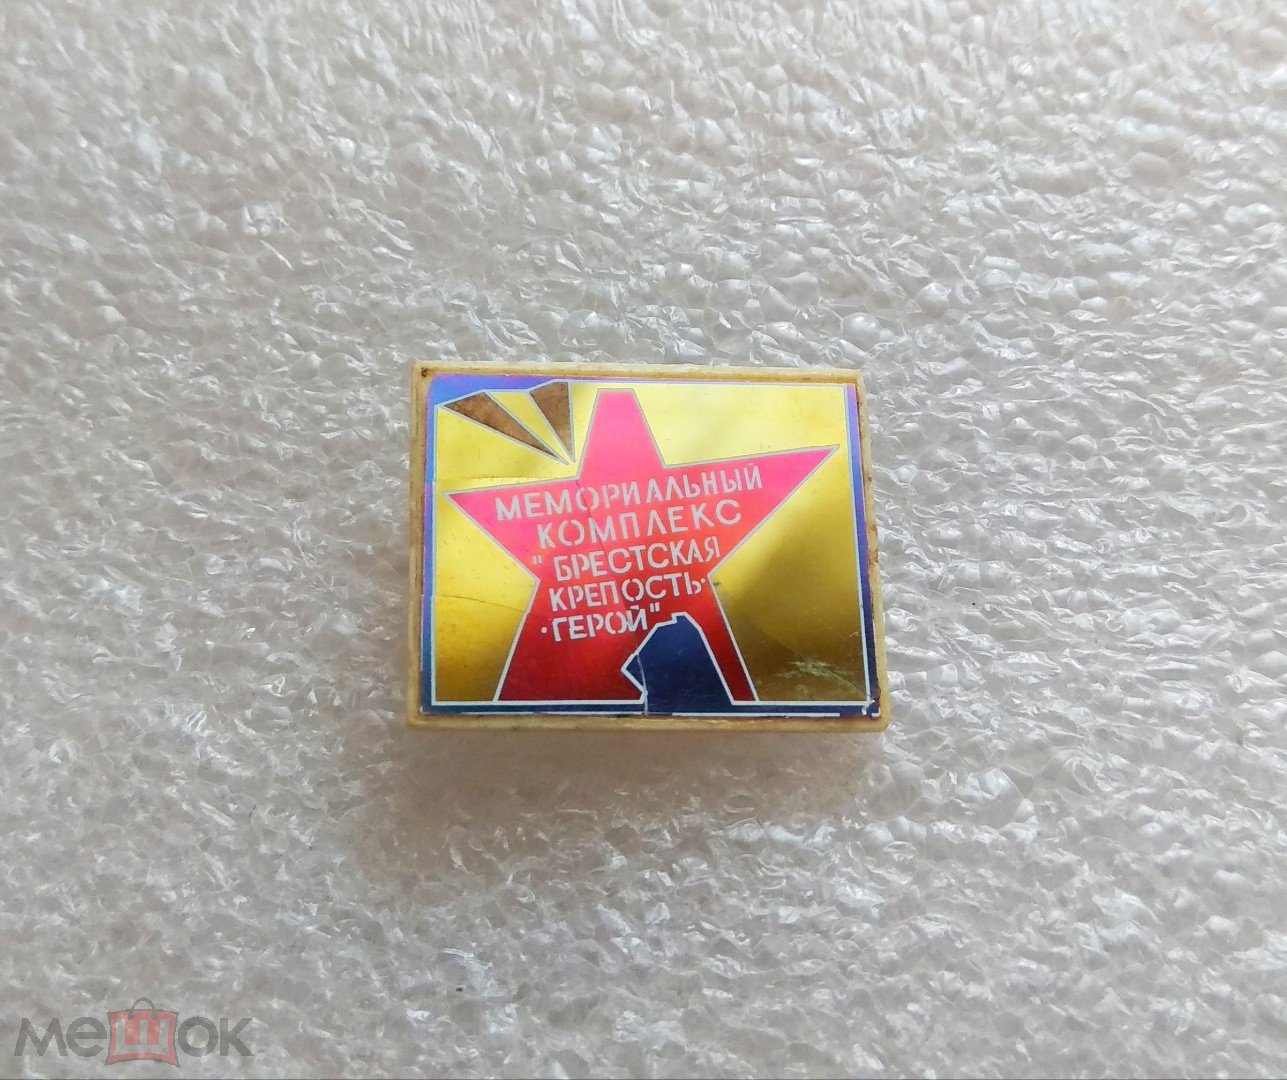 МЕМОРИАЛЬНЫЙ
КОМПЛЕКС
" БРЕСТСКАЯ
КРЕПОСТЬ·
·ГЕРОЙ"
мешок